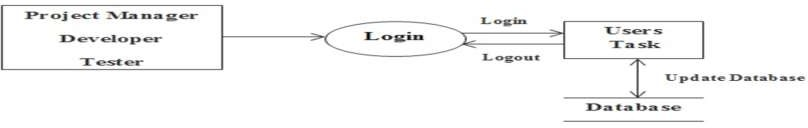 Project Manager
Developer
Tester
Login
Login
Logout
Users
Task
Update Database
Database